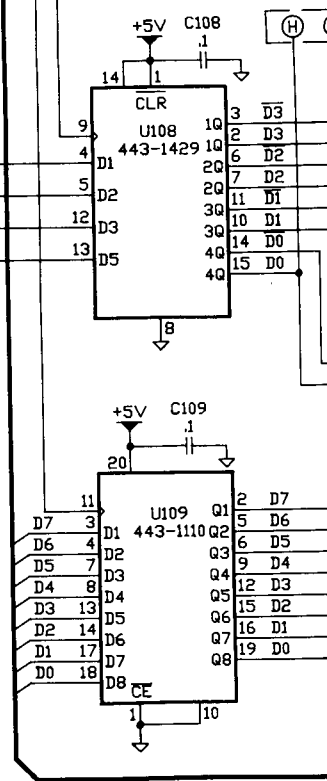 +5V C108
.1
H
14 1
CLR
U108
443-1429
9
4 D1
5 D2
12 D3
13 D5
1Q 3 D3
1Q 2 D3
2Q 6 D2
2Q 7 D2
3Q 11 D1
3Q 10 D1
4Q 14 D0
4Q 15 D0
8
+5V C109
.1
20
U109
443-1110
11
D7 3 D1
D6 4 D2
D5 7 D3
D4 8 D4
D3 13 D5
D2 14 D6
D1 17 D7
D0 18 D8
Q1 2 D7
Q2 5 D6
Q3 6 D5
Q4 9 D4
Q5 12 D3
Q6 15 D2
Q7 16 D1
Q8 19 D0
CE
1 10